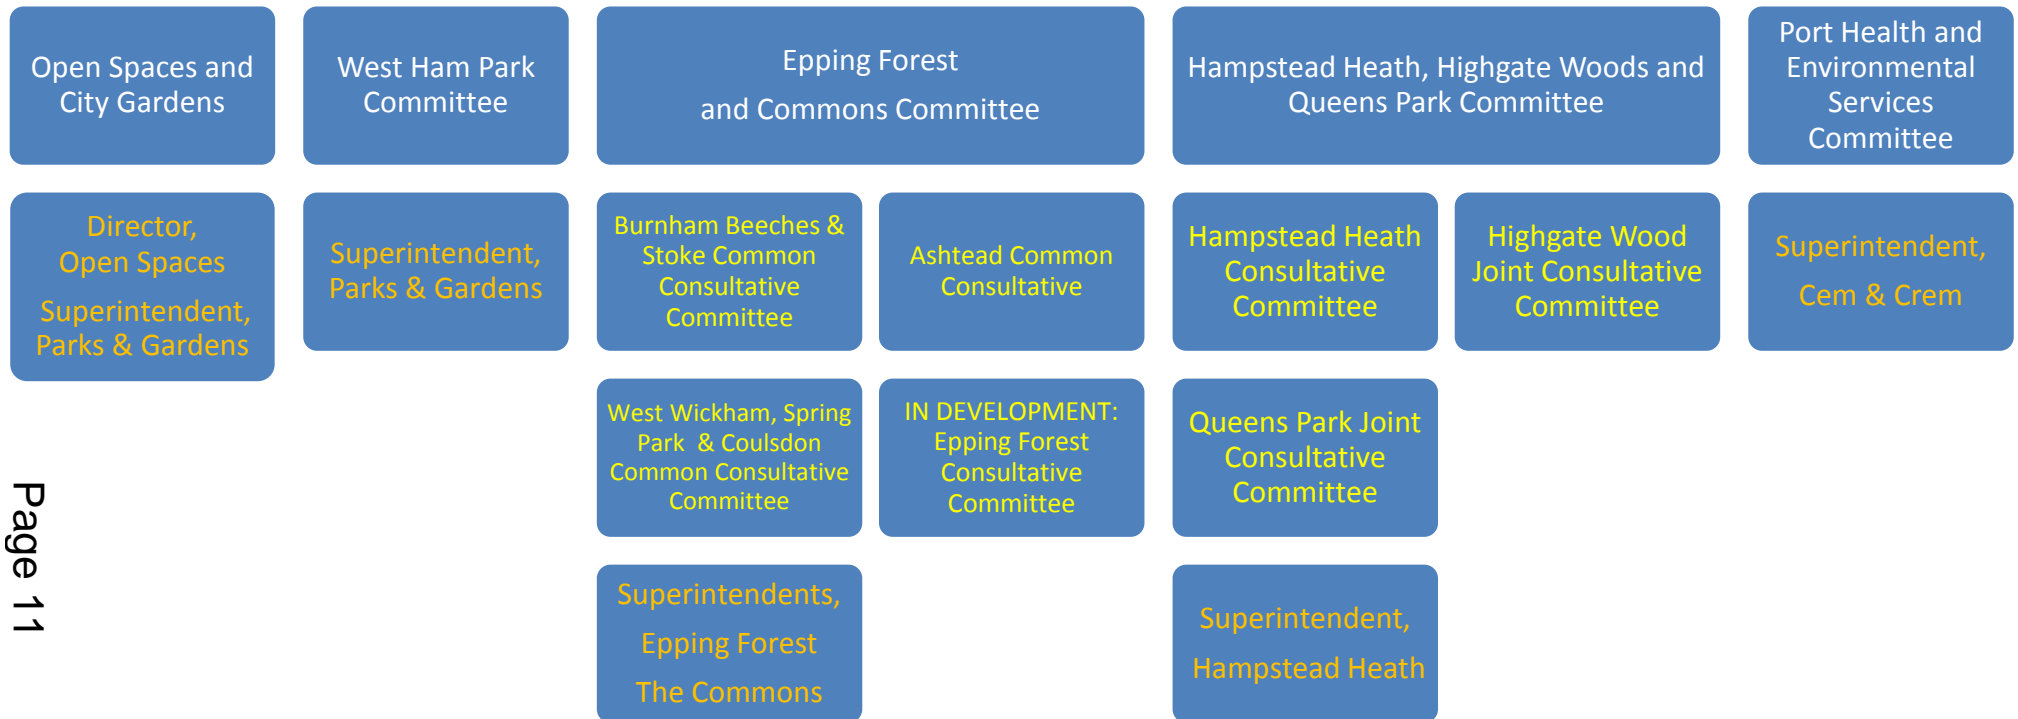 Open Spaces and
City Gardens
West Ham Park
Committee
Epping Forest
and Commons Committee
Hampstead Heath, Highgate Woods and
Queens Park Committee
Port Health and
Environmental
Services
Committee
Director,
Open Spaces
Superintendent,
Parks & Gardens
Superintendent,
Parks & Gardens
Burnham Beeches &
Stoke Common
Consultative
Committee
Ashtead Common
Consultative
Hampstead Heath
Consultative
Committee
Highgate Wood
Joint Consultative
Committee
Superintendent,
Cem & Crem
West Wickham, Spring
Park & Coulsdon
Common Consultative
Committee
IN DEVELOPMENT:
Epping Forest
Consultative
Committee
Queens Park Joint
Consultative
Committee
Superintendents,
Epping Forest
The Commons
Superintendent,
Hampstead Heath
Page 11